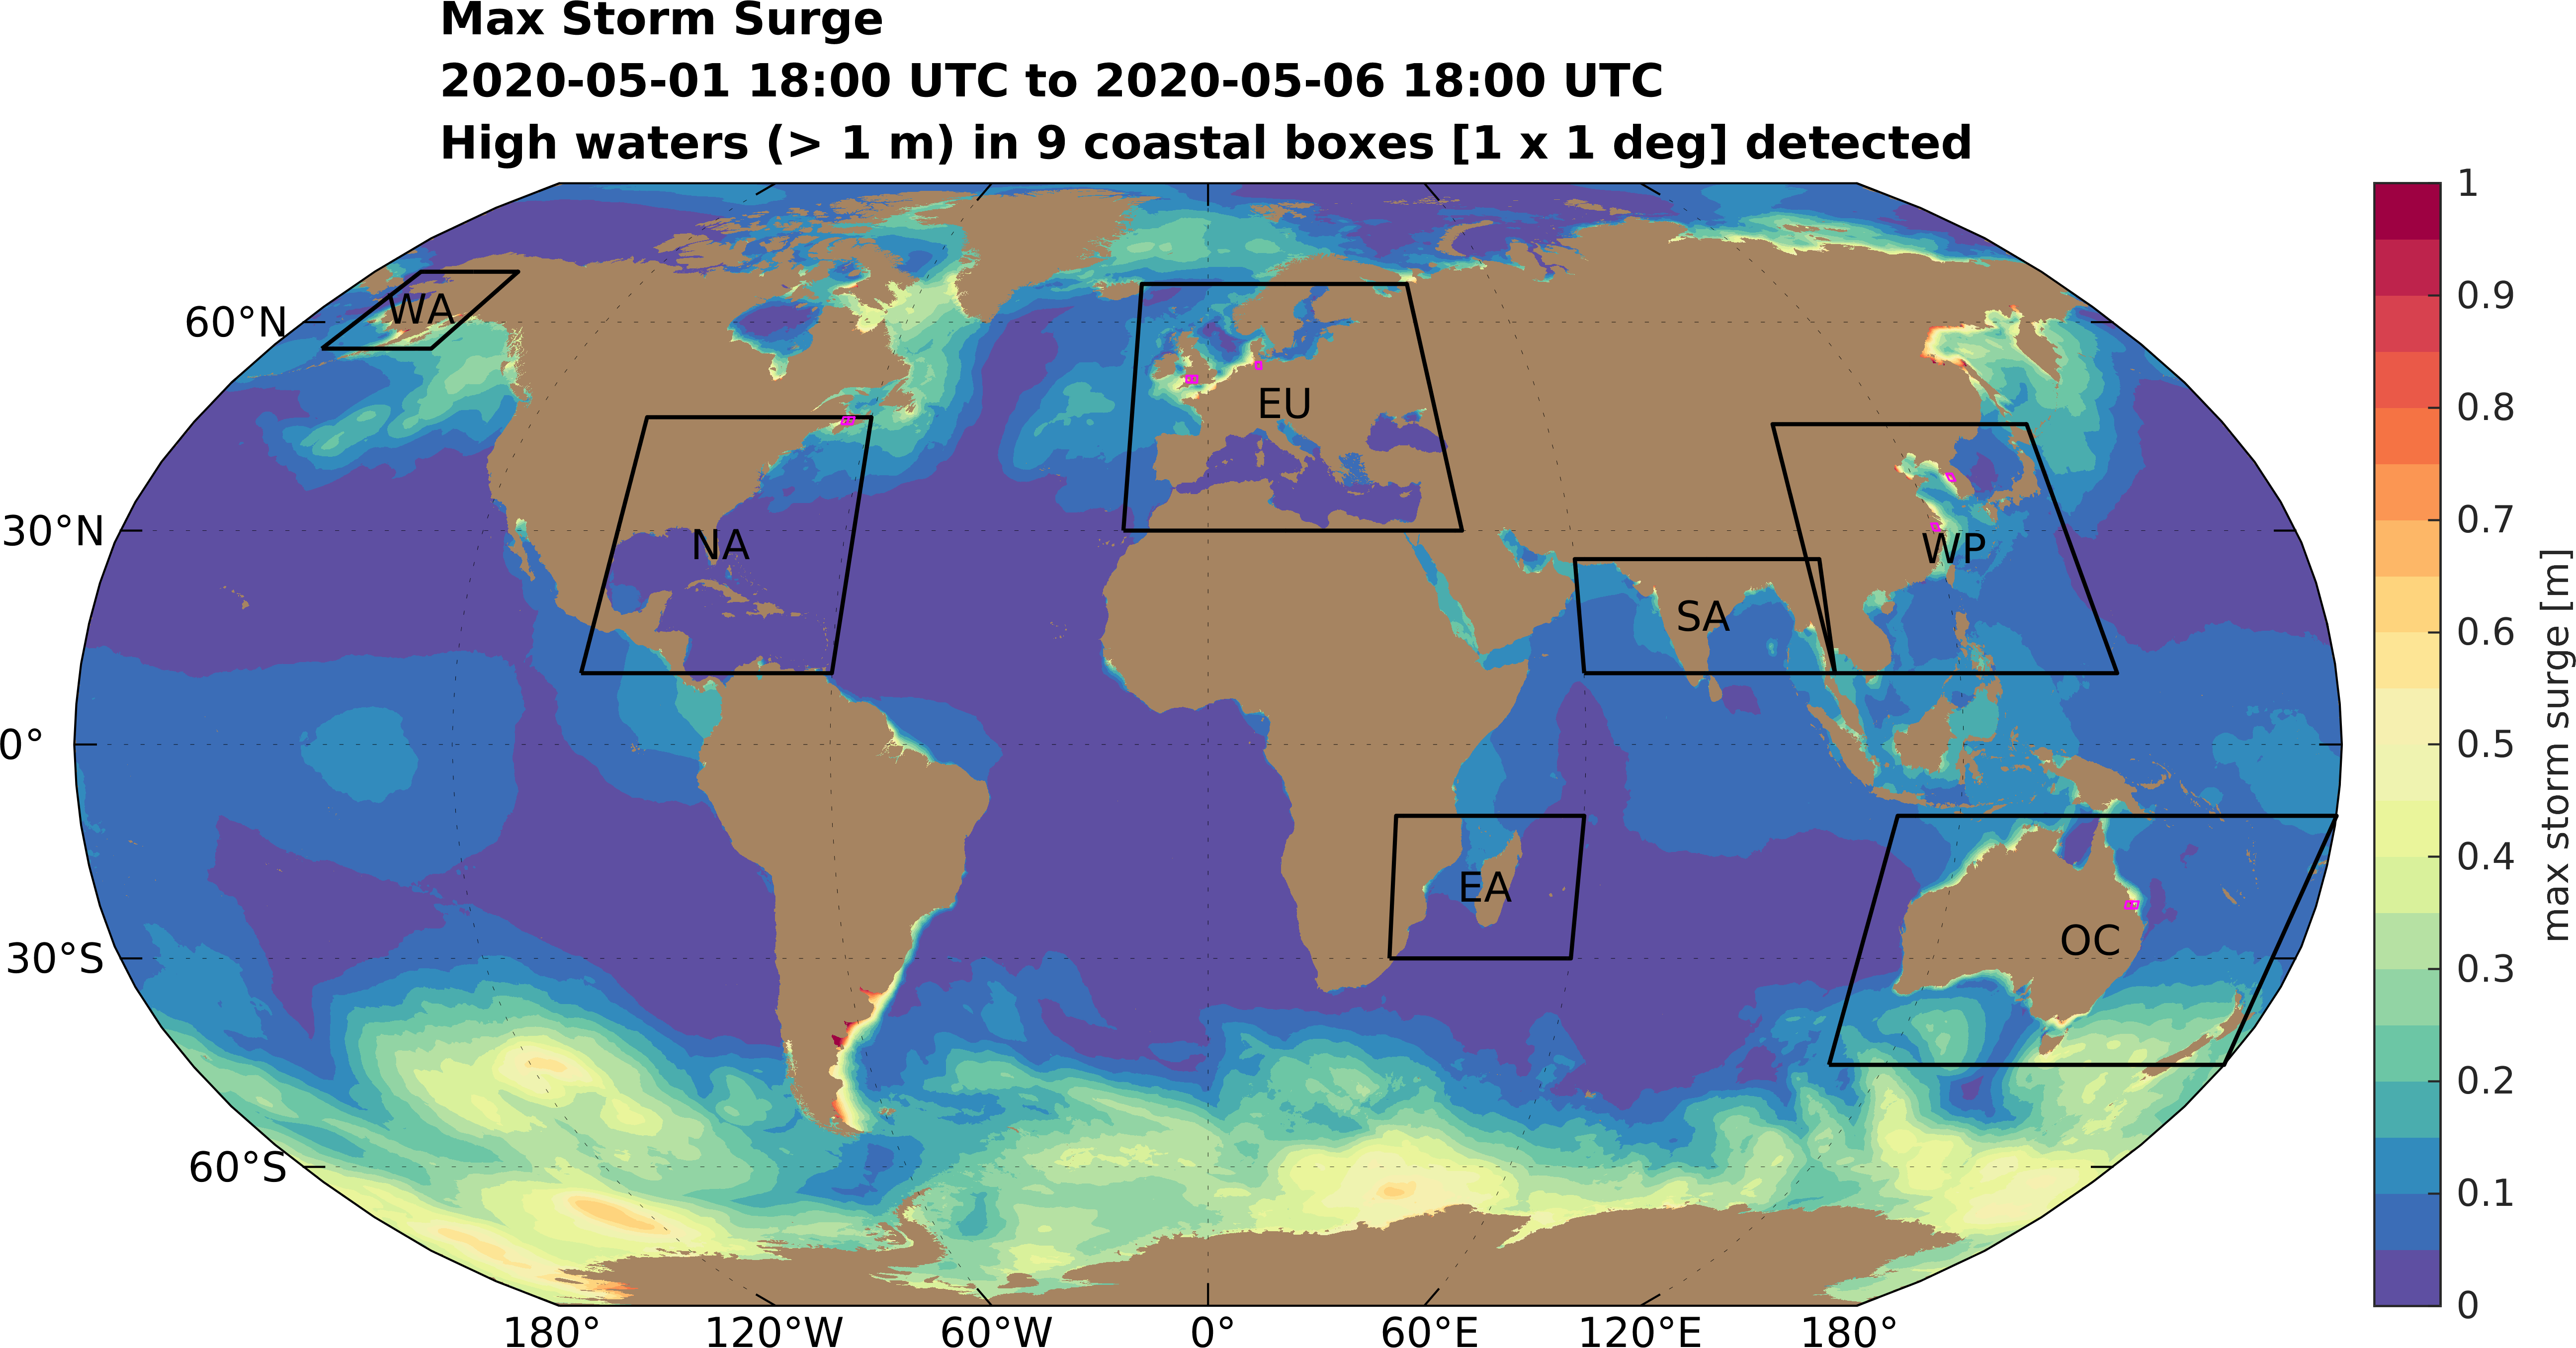 Max Storm Surge
2020-05-01 18:00 UTC to 2020-05-06 18:00 UTC
High waters (> 1 m) in 9 coastal boxes [1 x 1 deg] detected
60°N
30°N
0°
30°S
60°S
180°
120°W
60°W
0°
60°E
120°E
180°
WA
NA
EU
SA
WP
EA
OC
1
0.9
0.8
0.7
0.6
0.5
0.4
0.3
0.2
0.1
0
max storm surge [m]